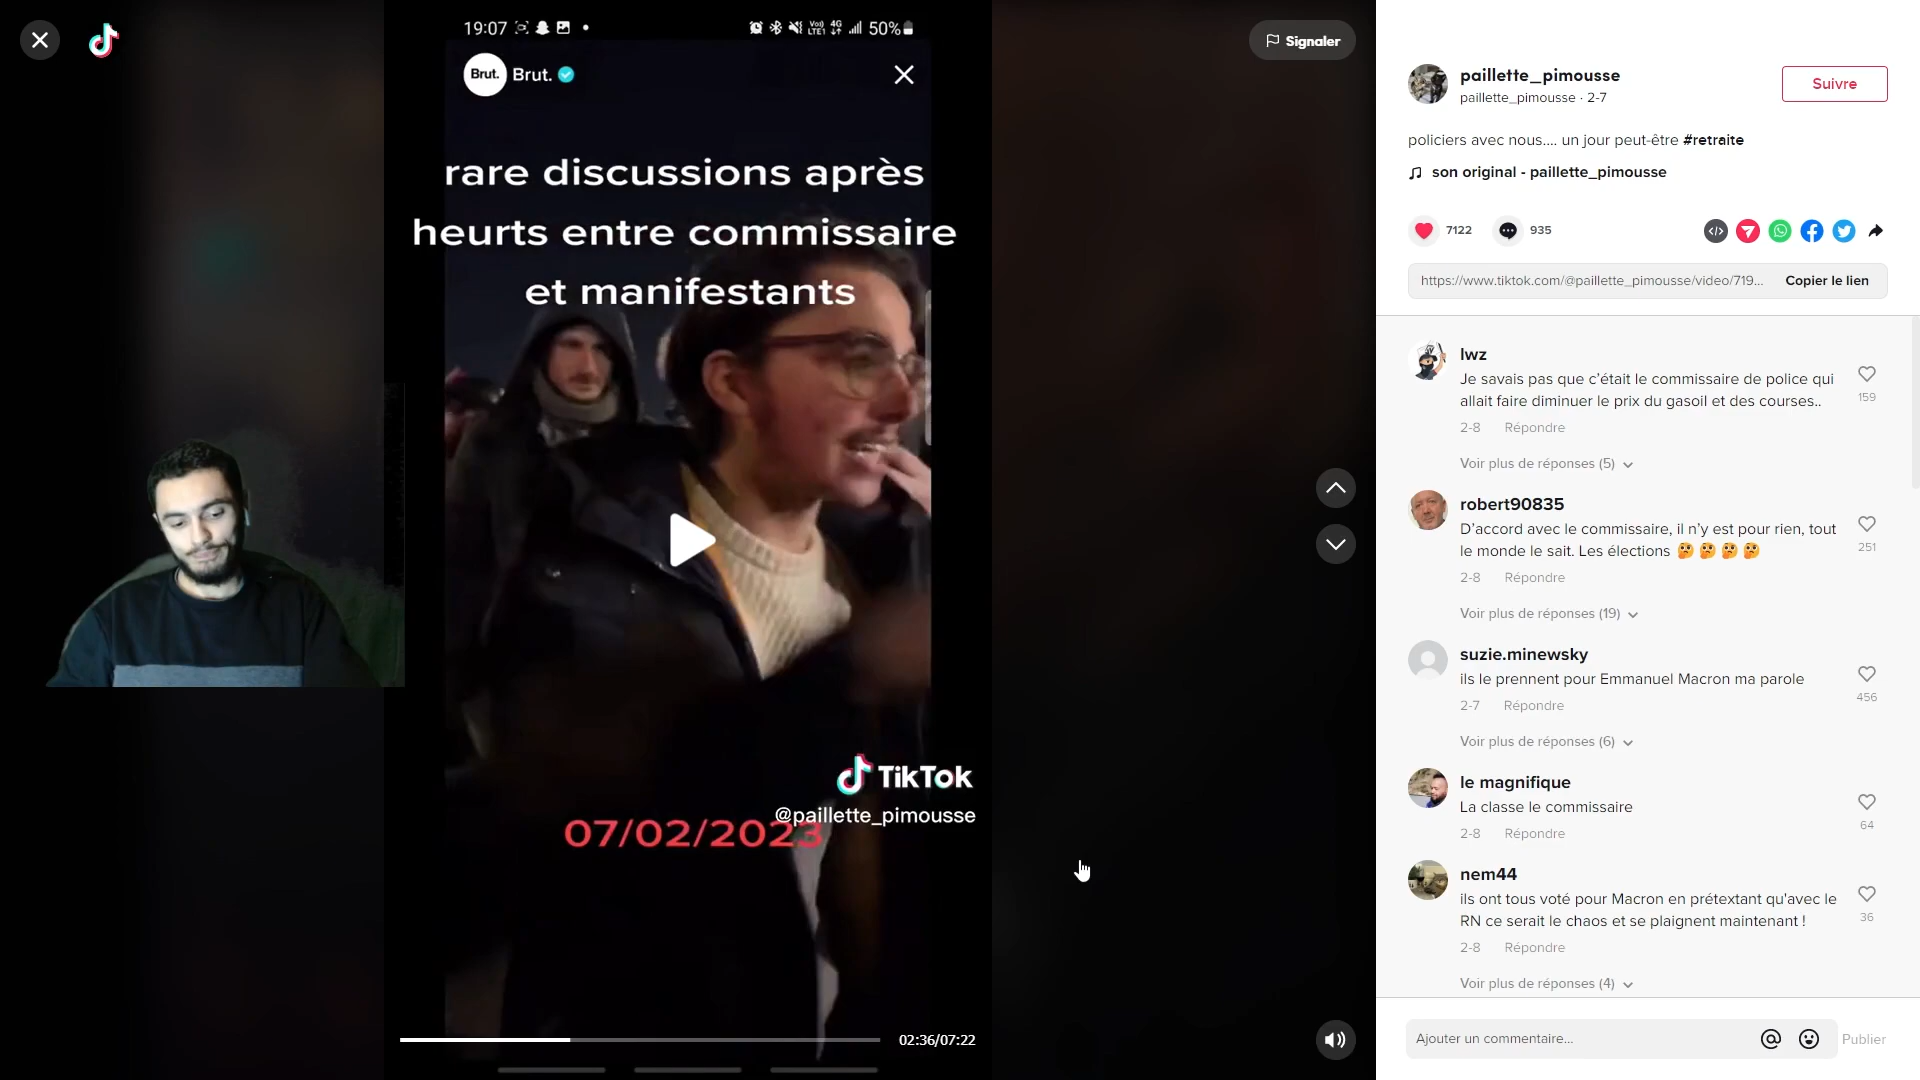 19:07
Vo)) LTE1 4G 50%
Brut. Brut.
rare discussions après
heurts entre commissaire
et manifestants
TikTok
@paillette_pimousse
07/02/2023
02:36/07:22
Signaler
paillette_pimousse
paillette_pimousse · 2-7
Suivre
policiers avec nous.... un jour peut-être #retraite
son original - paillette_pimousse
7122 935
https://www.tiktok.com/@paillette_pimousse/video/719... Copier le lien
lwz
Je savais pas que c’était le commissaire de police qui
allait faire diminuer le prix du gasoil et des courses..
159
2-8 Répondre
Voir plus de réponses (5)
robert90835
D’accord avec le commissaire, il n’y est pour rien, tout
le monde le sait. Les élections 🤔 🤔 🤔 🤔
251
2-8 Répondre
Voir plus de réponses (19)
suzie.minewsky
ils le prennent pour Emmanuel Macron ma parole
456
2-7 Répondre
Voir plus de réponses (6)
le magnifique
La classe le commissaire
64
2-8 Répondre
nem44
ils ont tous voté pour Macron en prétextant qu'avec le
RN ce serait le chaos et se plaignent maintenant !
36
2-8 Répondre
Voir plus de réponses (4)
Ajouter un commentaire...
Publier